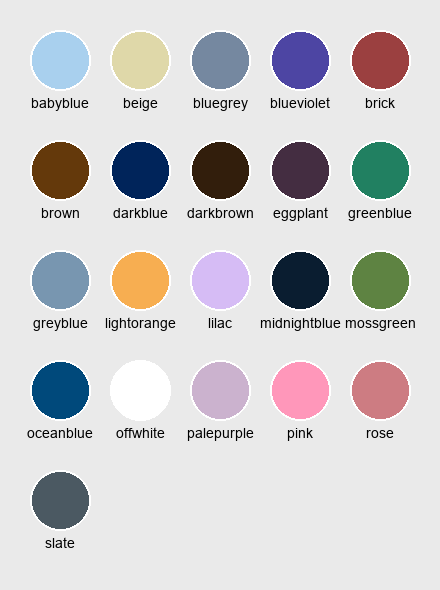 babyblue beige bluegrey blueviolet brick
brown darkblue darkbrown eggplant greenblue
greyblue lightorange lilac midnightblue mossgreen
oceanblue offwhite palepurple pink rose
slate